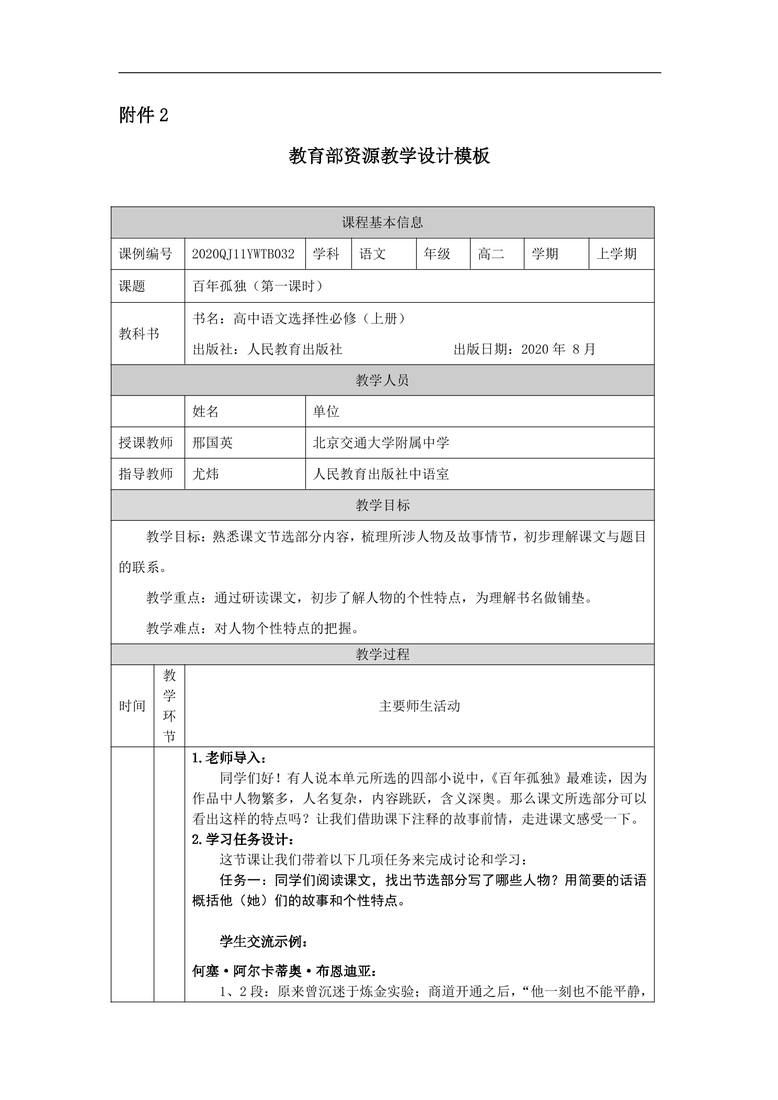 附件 2
教育部资源教学设计模板
课程基本信息
课例编号 2020QJ11YWTB032 学科 语文 年级 高二 学期 上学期
课题 百年孤独（第一课时）
教科书
书名：高中语文选择性必修（上册）
出版社：人民教育出版社 出版日期：2020 年 8 月
教学人员
姓名 单位
授课教师 邢国英 北京交通大学附属中学
指导教师 尤炜 人民教育出版社中语室
教学目标
教学目标：熟悉课文节选部分内容，梳理所涉人物及故事情节，初步理解课文与题目
的联系。
教学重点：通过研读课文，初步了解人物的个性特点，为理解书名做铺垫。
教学难点：对人物个性特点的把握。
教学过程
时间 教学环节 主要师生活动
1.老师导入：
同学们好！有人说本单元所选的四部小说中，《百年孤独》最难读，因为
作品中人物繁多，人名复杂，内容跳跃，含义深奥。那么课文所选部分可以
看出这样的特点吗？让我们借助课下注释的故事前情，走进课文感受一下。
2.学习任务设计：
这节课让我们带着以下几项任务来完成讨论和学习：
任务一：同学们阅读课文，找出节选部分写了哪些人物？用简要的话语
概括他（她）们的故事和个性特点。
学生交流示例：
何塞·阿尔卡蒂奥·布恩迪亚：
1、2 段：原来曾沉迷于炼金实验；商道开通之后，“他一刻也不能平静，